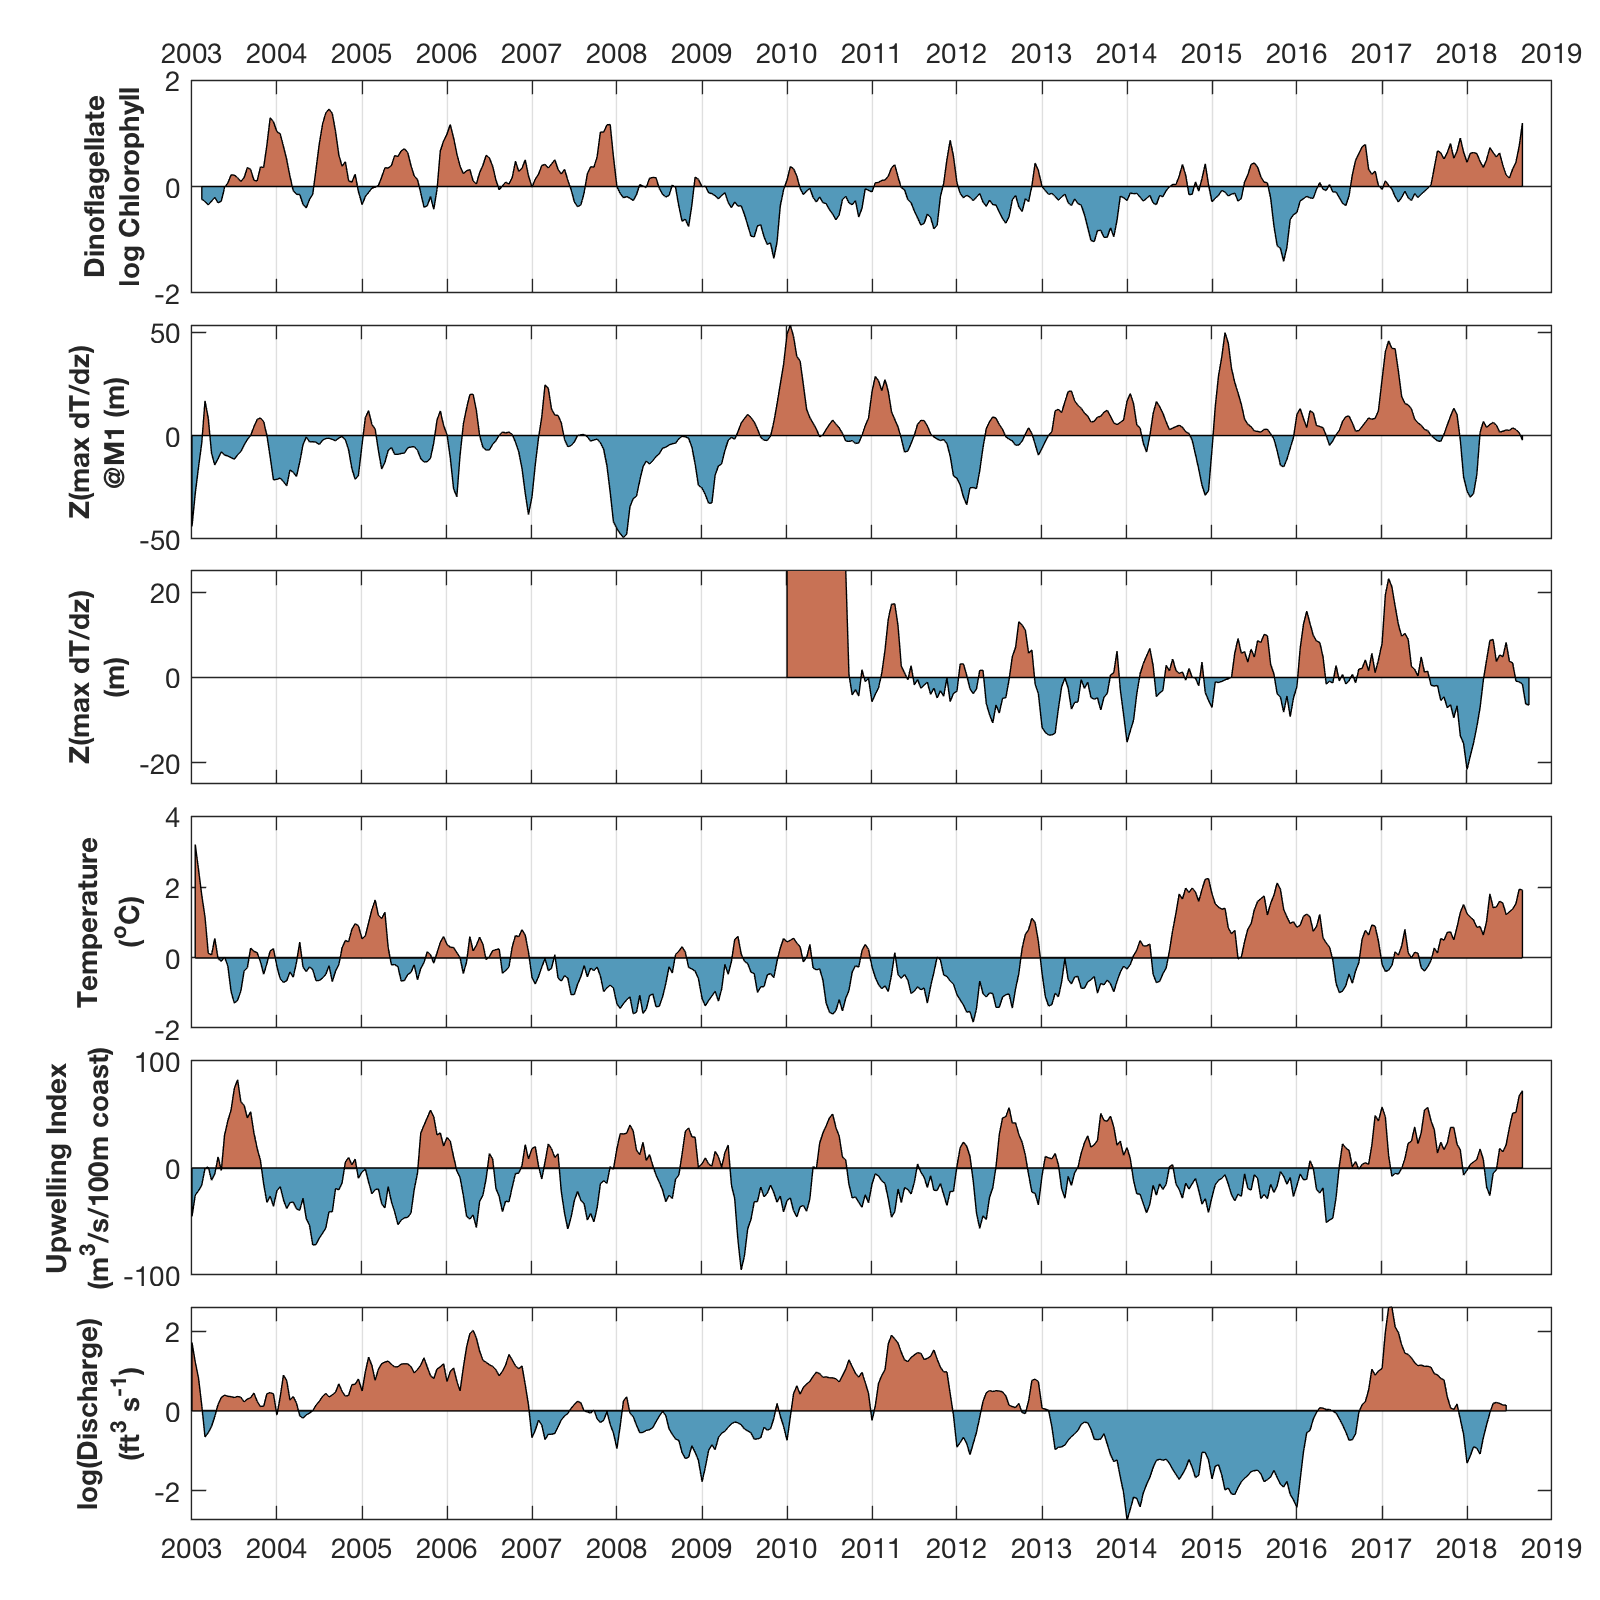 2003 2004 2005 2006 2007 2008 2009 2010 2011 2012 2013 2014 2015 2016 2017 2018 2019
Dinoflagellate
log Chlorophyll
2
0
-2
Z(max dT/dz)
@M1 (m)
50
0
-50
Z(max dT/dz)
(m)
20
0
-20
Temperature
(°C)
4
2
0
-2
Upwelling Index
(m³/s/100m coast)
100
0
-100
log(Discharge)
(ft³ s⁻¹)
2
0
-2
2003 2004 2005 2006 2007 2008 2009 2010 2011 2012 2013 2014 2015 2016 2017 2018 2019